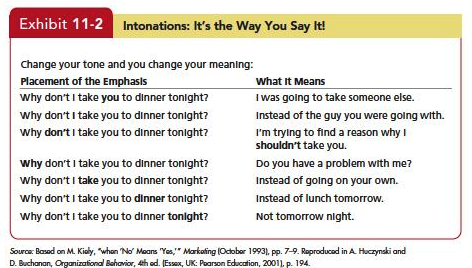 Exhibit 11-2 Intonations: It's the Way You Say It!
Change your tone and you change your meaning:
Placement of the Emphasis What It Means
Why don't I take you to dinner tonight? I was going to take someone else.
Why don't I take you to dinner tonight? Instead of the guy you were going with.
Why don't I take you to dinner tonight? I'm trying to find a reason why I
shouldn't take you.
Why don't I take you to dinner tonight? Do you have a problem with me?
Why don't I take you to dinner tonight? Instead of going on your own.
Why don't I take you to dinner tonight? Instead of lunch tomorrow.
Why don't I take you to dinner tonight? Not tomorrow night.
Source: Based on M. Kiely, "when 'No' Means 'Yes,'" Marketing (October 1993), pp. 7–9. Reproduced in A. Huczynski and
D. Buchanan, Organizational Behavior, 4th ed. (Essex, UK: Pearson Education, 2001), p. 194.